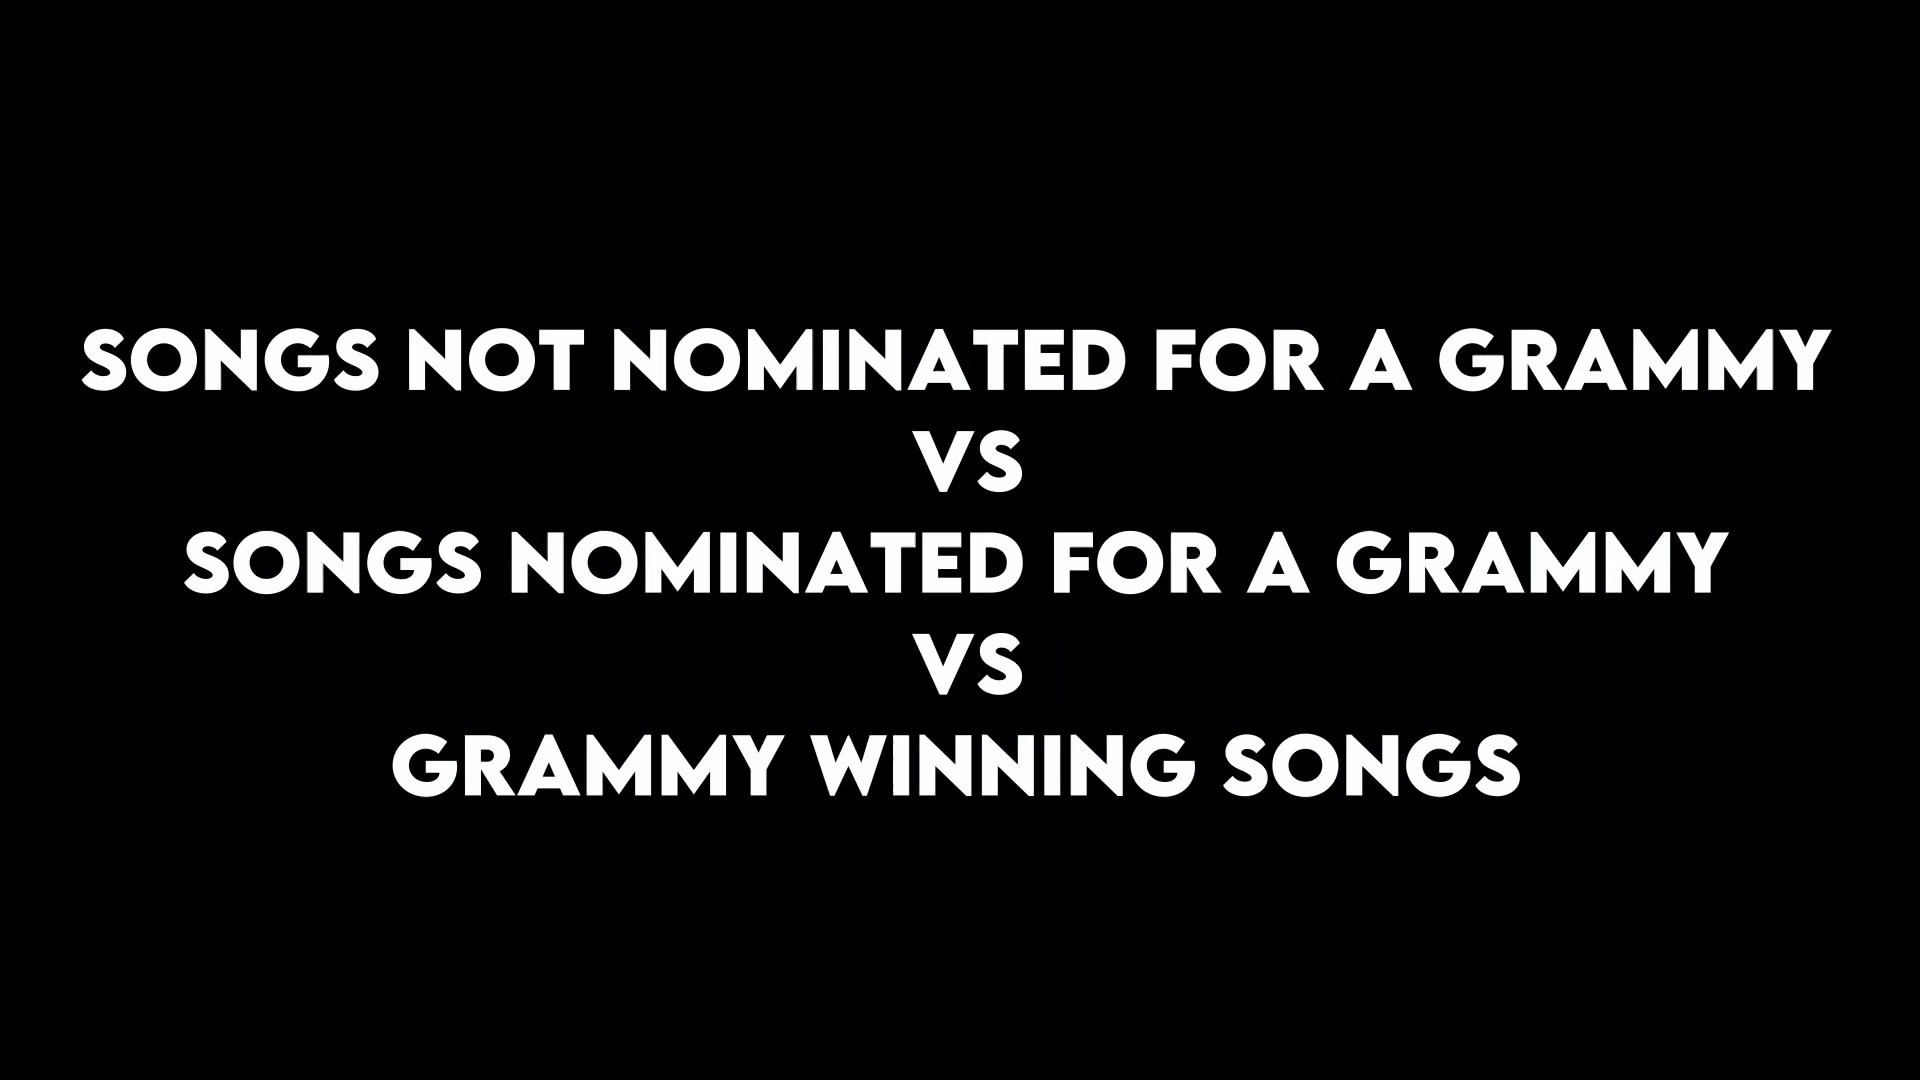 SONGS NOT NOMINATED FOR A GRAMMY
VS
SONGS NOMINATED FOR A GRAMMY
VS
GRAMMY WINNING SONGS